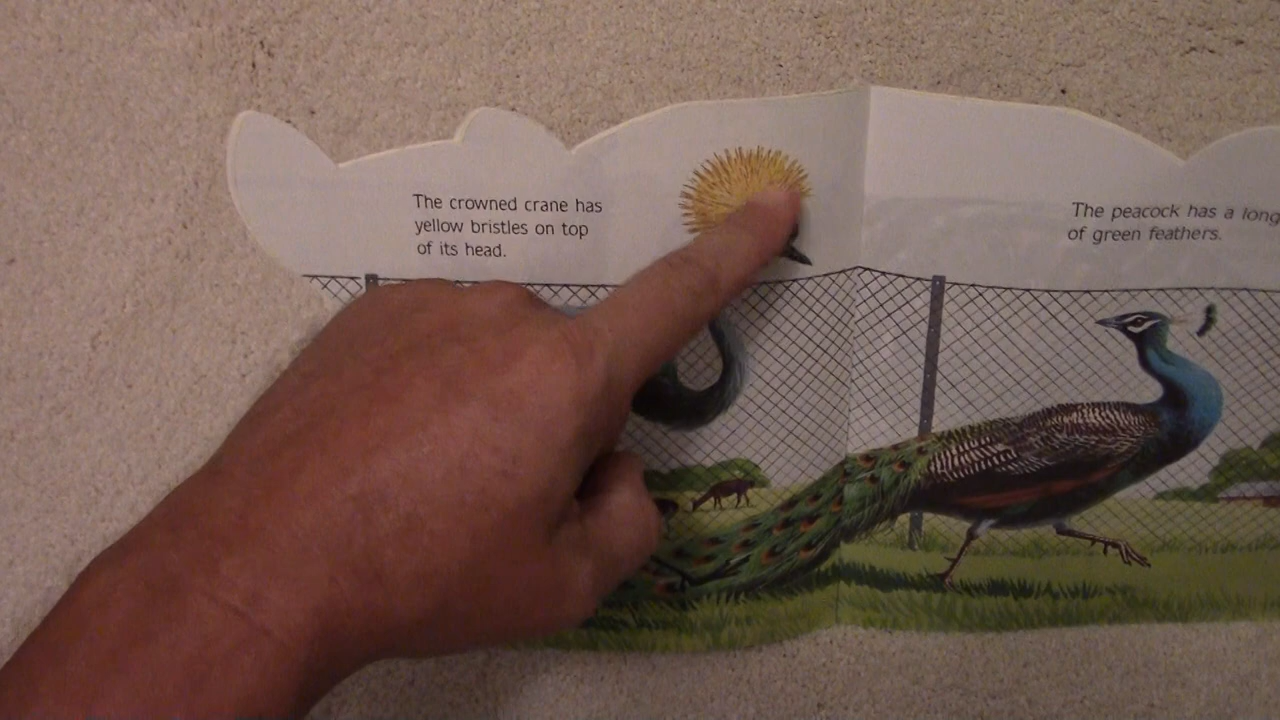 The crowned crane has
yellow bristles on top
of its head.
The peacock has a long
of green feathers.